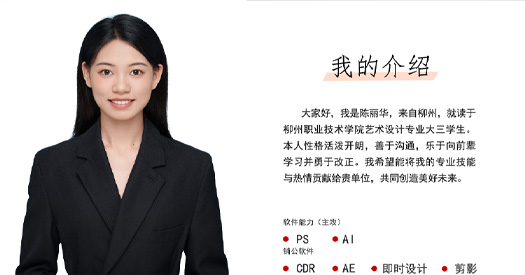 我的介绍
大家好，我是陈丽华，来自柳州，就读于
柳州职业技术学院艺术设计专业大三学生。
本人性格活泼开朗，善于沟通，乐于向前辈
学习并勇于改正。我希望能将我的专业技能
与热情贡献给贵单位，共同创造美好未来。
软件能力（主攻）
PS AI
辅公软件
CDR AE 即时设计 剪影